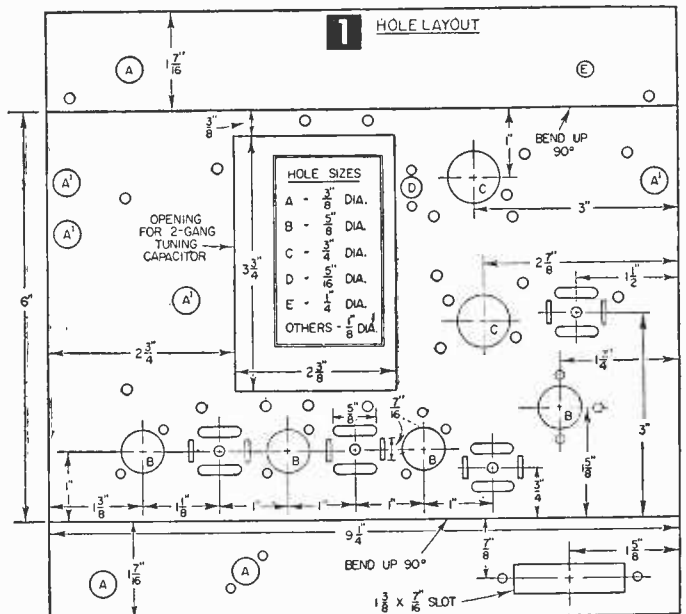 1 HOLE LAYOUT
1 7/16"
A
E
3/8"
1"
BEND UP
90°
A¹
A¹
A¹
A¹
D
C
3"
HOLE SIZES
A - 3/8" DIA.
B - 5/8" DIA.
C - 3/4" DIA.
D - 5/16" DIA.
E - 1/4" DIA.
OTHERS - 1/8" DIA.
OPENING
FOR 2-GANG
TUNING
CAPACITOR
3 3/4"
6"
2 7/8"
1 1/2"
C
2 3/4"
2 3/8"
1 3/4"
B
3"
5/8"
7/16"
B
B
B
5/8"
1"
3/4"
1 3/8"
1 1/8"
1"
1"
1"
1"
9 1/4"
1 7/16"
A
A
BEND UP 90°
7/8"
1 5/8"
1 3/8 X 7/16" SLOT